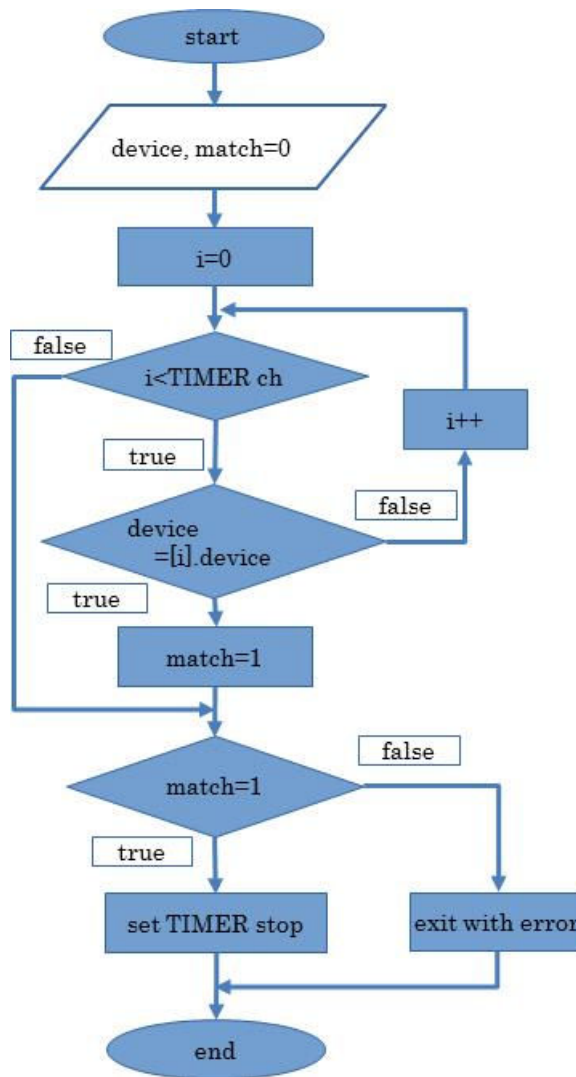 start
device, match=0
i=0
false
i<TIMER ch
i++
true
false
device
=[i].device
true
match=1
false
match=1
true
set TIMER stop
exit with error
end